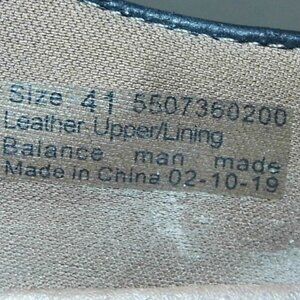 Size 41 5507360200
Leather Upper/Lining
Balance man made
Made in China 02-10-19